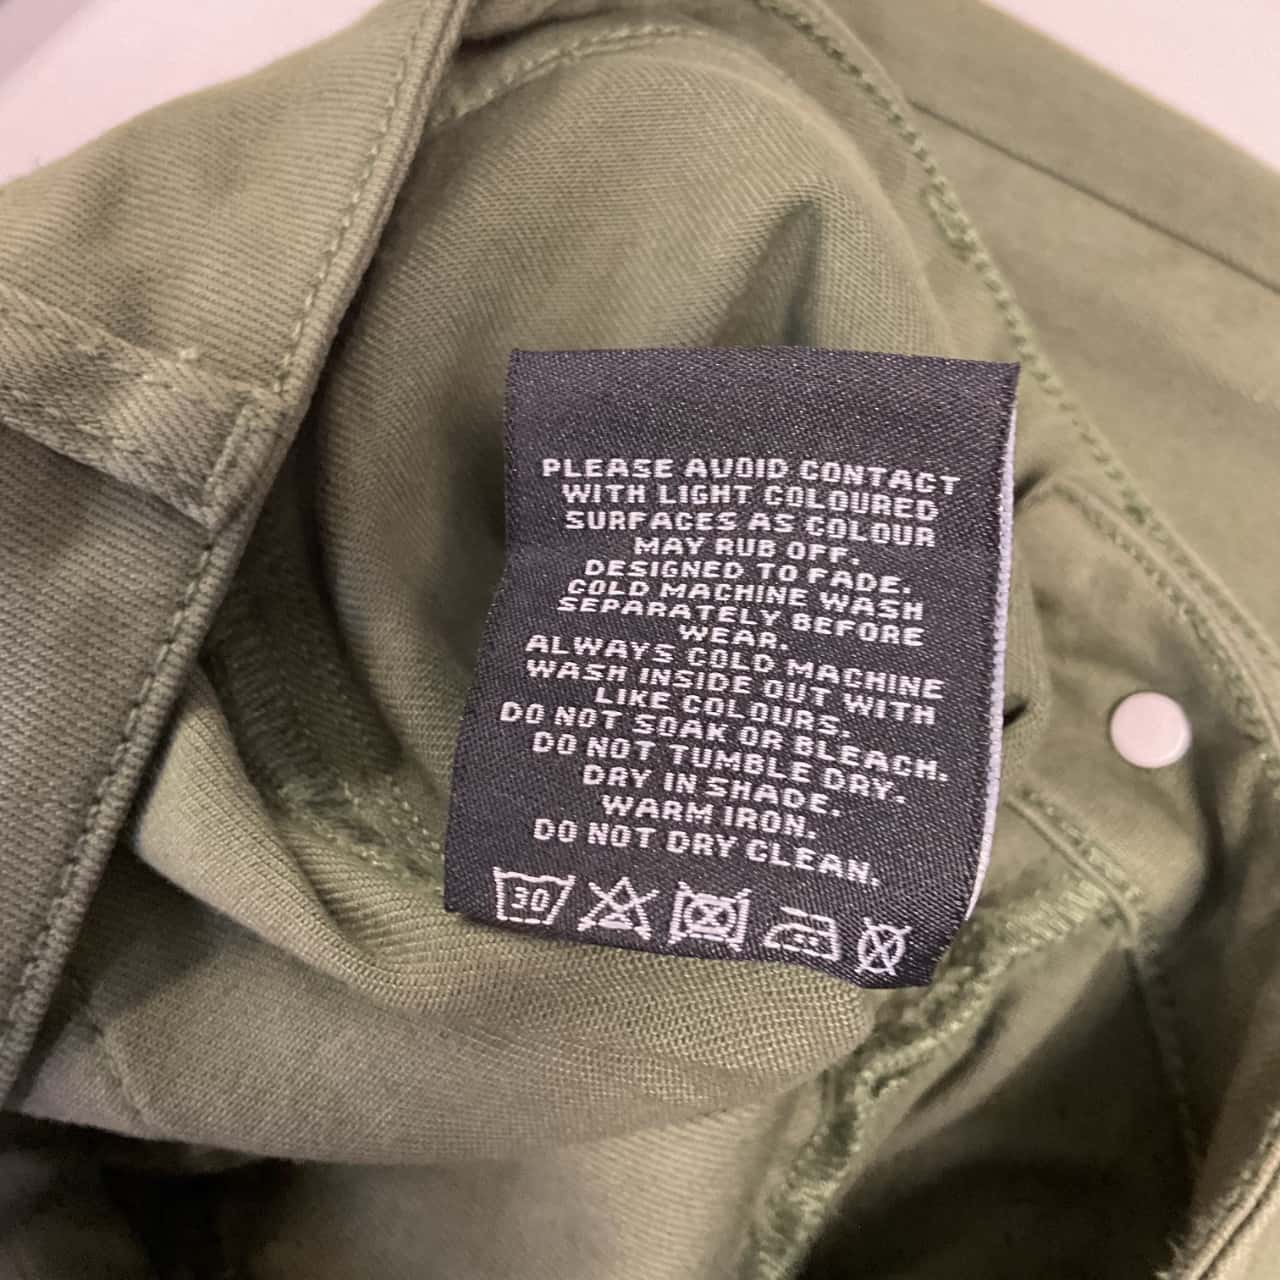 PLEASE AVOID CONTACT
WITH LIGHT COLOURED
SURFACES AS COLOUR
MAY RUB OFF.
DESIGNED TO FADE.
COLD MACHINE WASH
SEPARATELY BEFORE
WEAR.
ALWAYS COLD MACHINE
WASH INSIDE OUT WITH
LIKE COLOURS.
DO NOT SOAK OR BLEACH.
DO NOT TUMBLE DRY.
DRY IN SHADE.
WARM IRON.
DO NOT DRY CLEAN.
30